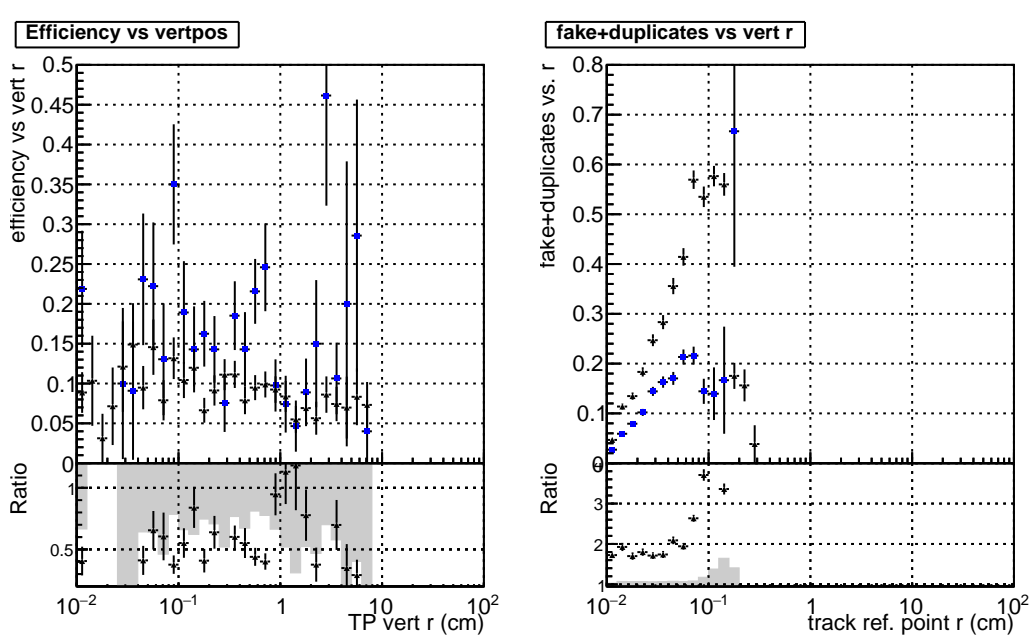 Efficiency vs vertpos
efficiency vs vert r
0.5
0.45
0.4
0.35
0.3
0.25
0.2
0.15
0.1
0.05
0
Ratio
1
0.5
10⁻² 10⁻¹ 1 10 10²
TP vert r (cm)
fake+duplicates vs vert r
fake+duplicates vs. r
0.8
0.7
0.6
0.5
0.4
0.3
0.2
0.1
0
Ratio
4
3
2
1
10⁻² 10⁻¹ 1 10 10²
track ref. point r (cm)